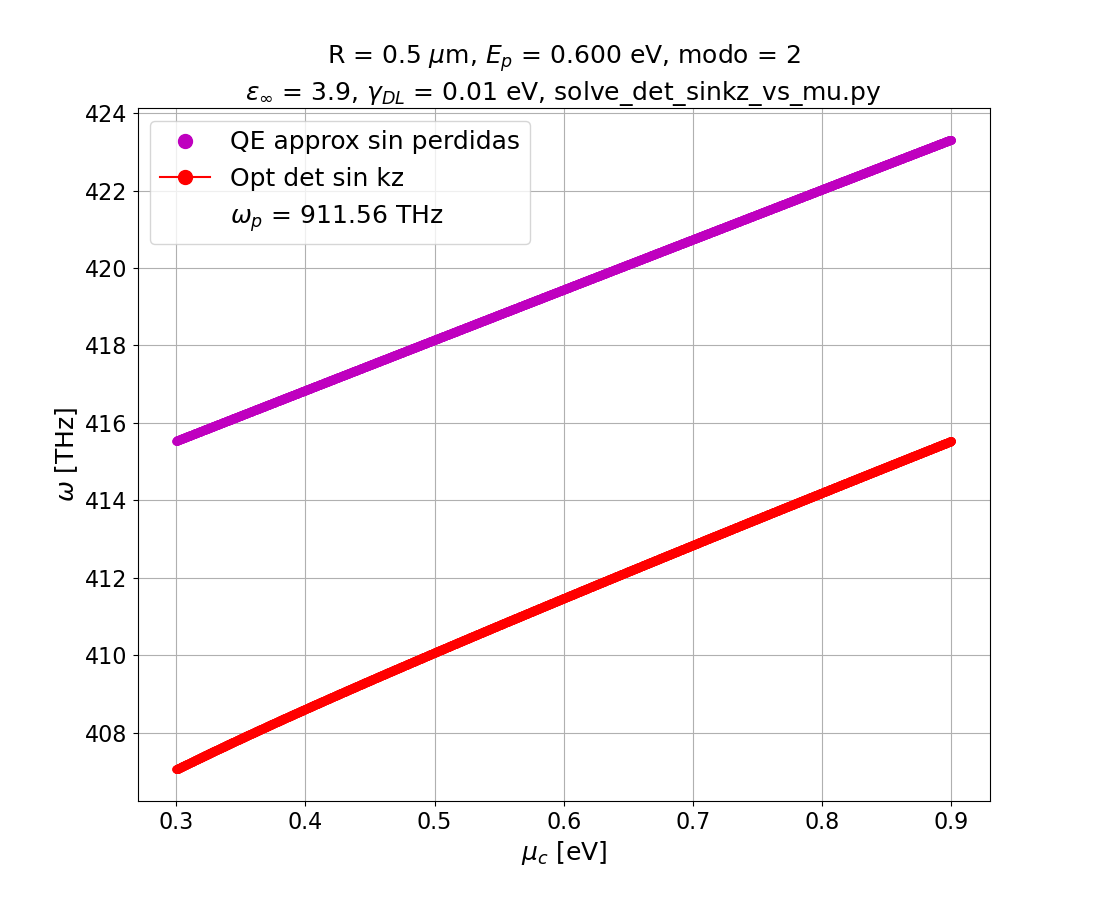 R = 0.5 μm, E_p = 0.600 eV, modo = 2
ε_∞ = 3.9, γ_DL = 0.01 eV, solve_det_sinkz_vs_mu.py
QE approx sin perdidas
Opt det sin kz
ω_p = 911.56 THz
424
422
420
418
416
414
412
410
408
ω [THz]
0.3 0.4 0.5 0.6 0.7 0.8 0.9
μ_c [eV]